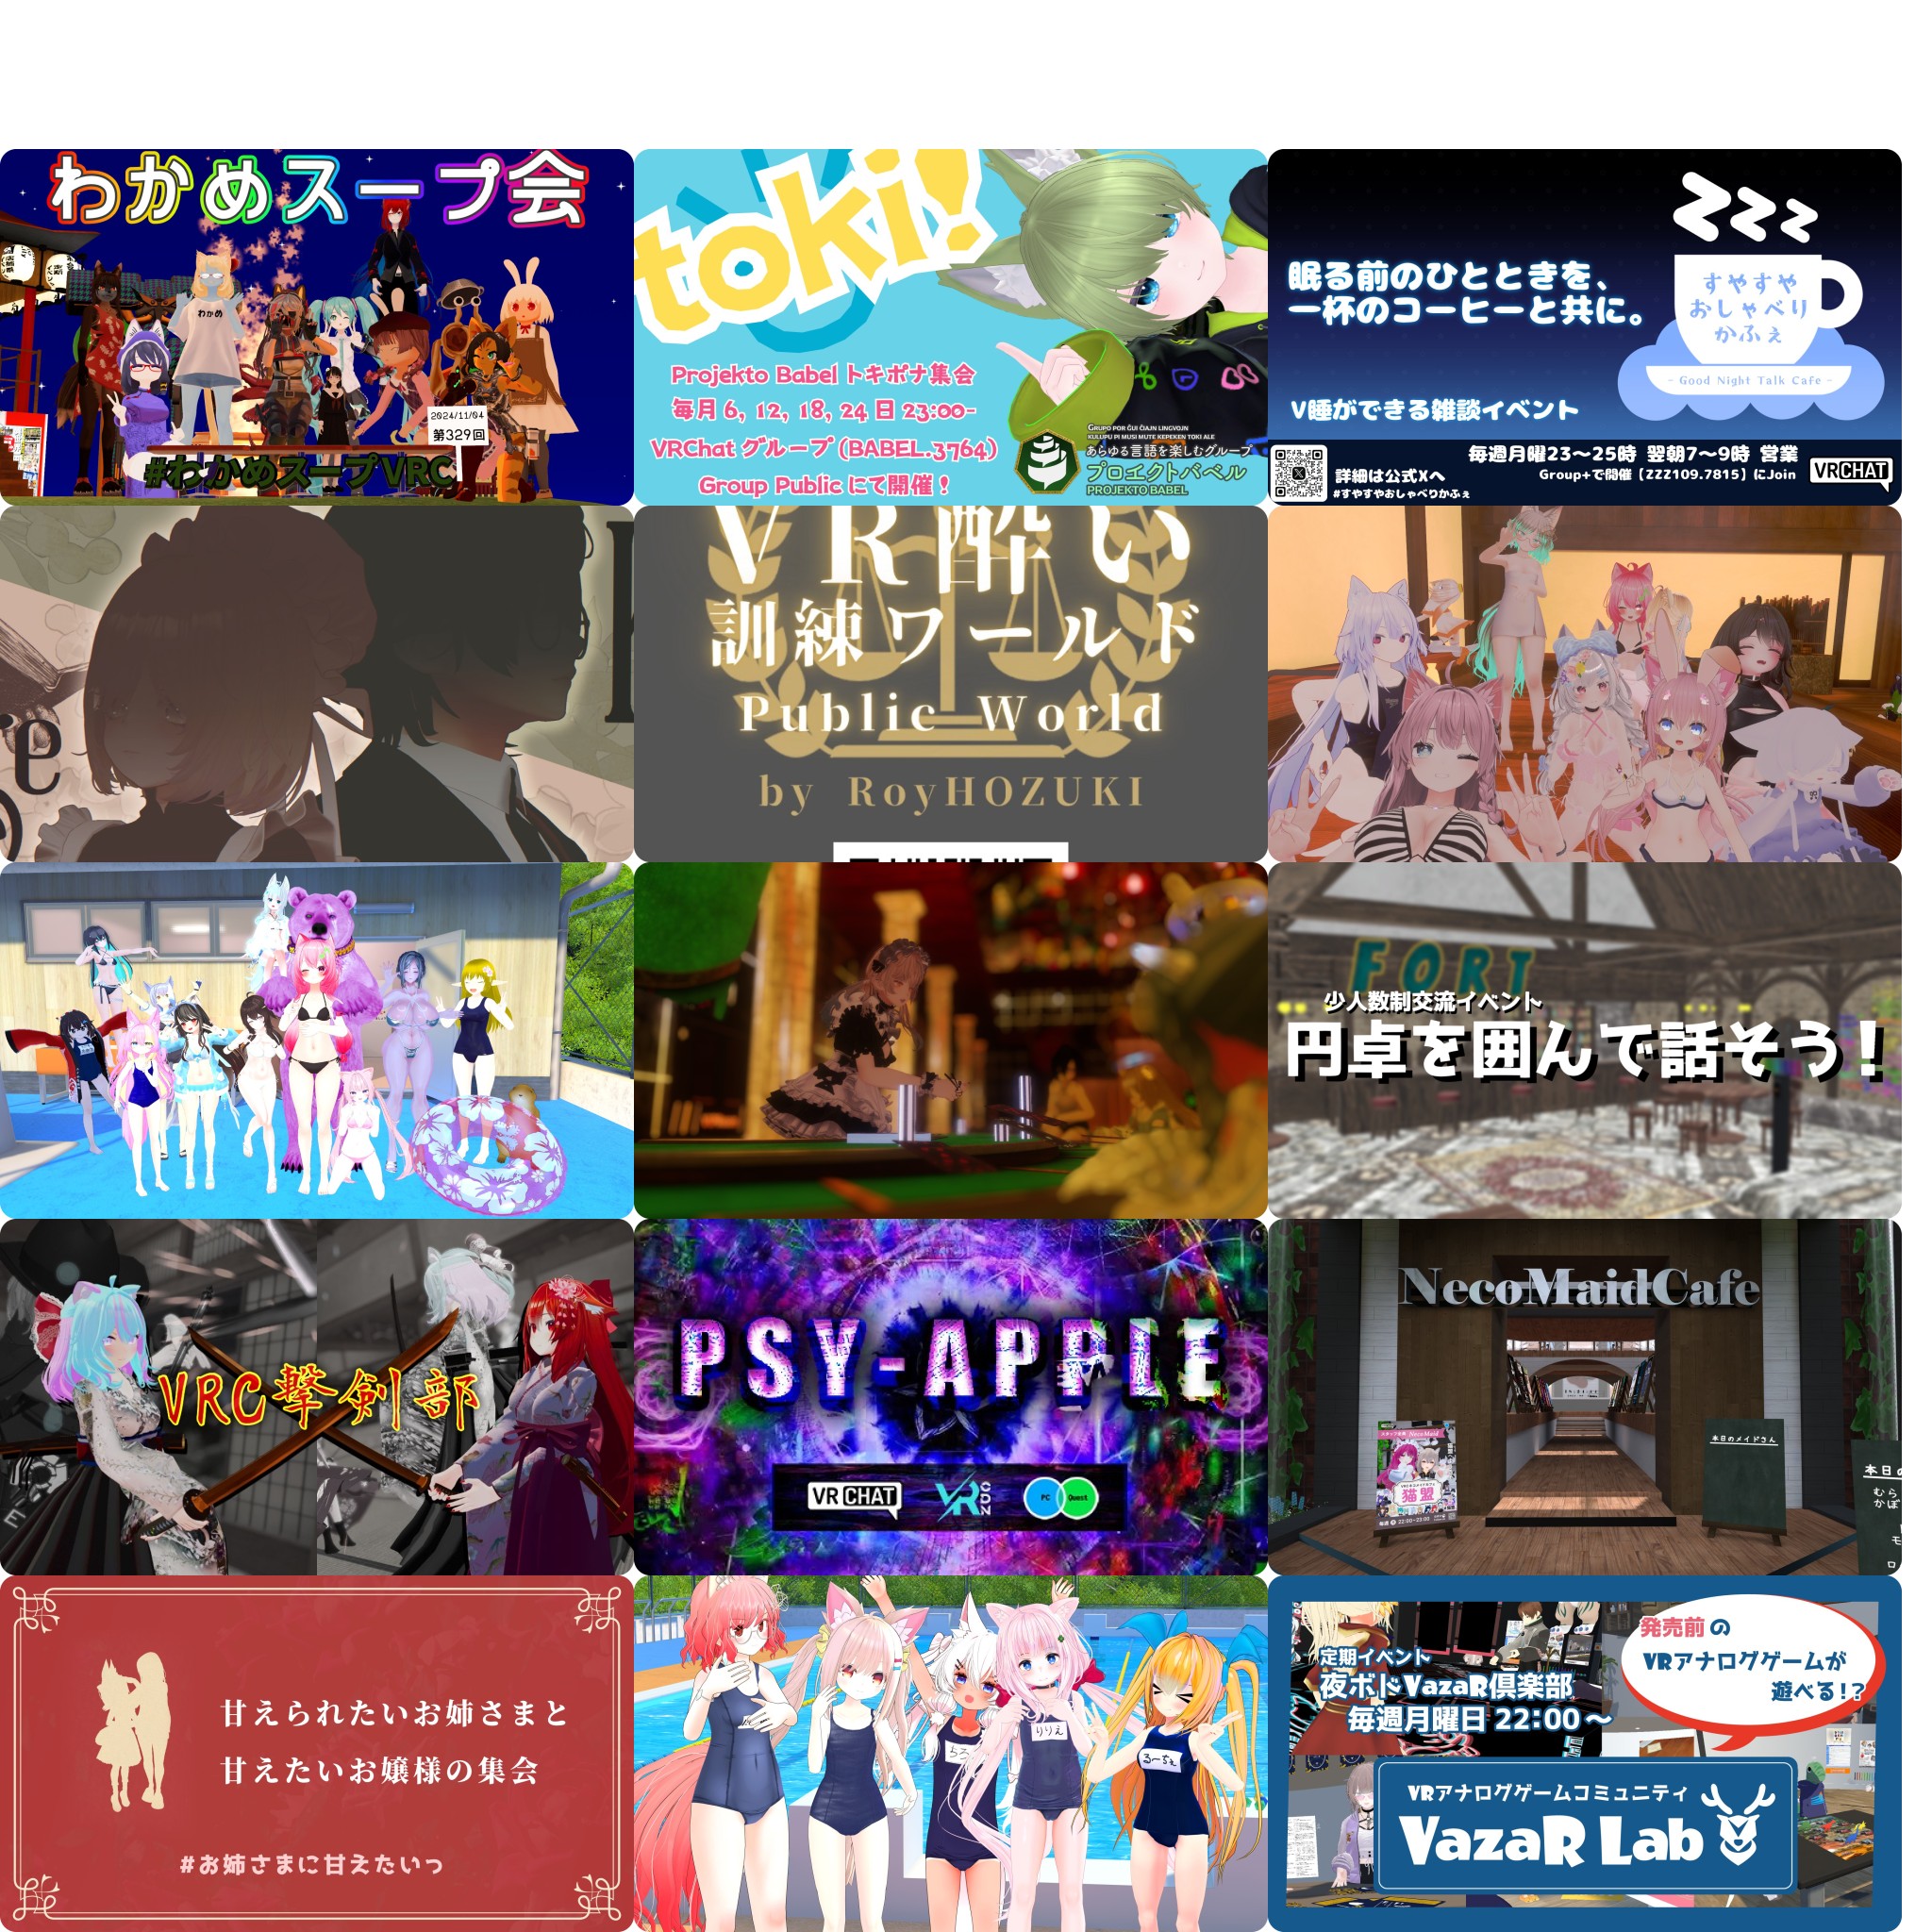 わかめスープ会
わかめ
2024/11/04
第329回
#わかめスープVRC
toki!
Projekto Babel トキポナ集会
毎月 6, 12, 18, 24 日 23:00-
VRChat グループ (BABEL.3764)
Group Public にて開催！
GRUPO POR ĜUI ĈIAJN LINGVOJN
KULUPU PI MUSI MUTE KEPEKEN TOKI ALE
あらゆる言語を楽しむグループ
プロエクトバベル
PROJEKTO BABEL
zzz
眠る前のひとときを、
一杯のコーヒーと共に。
すやすや
おしゃべり
かふぇ
- Good Night Talk Cafe -
V睡ができる雑談イベント
毎週月曜23〜25時 翌朝7〜9時 営業
詳細は公式Xへ
Group+で開催【ZZZ109.7815】にJoin
#すやすやおしゃべりかふぇ
VRCHAT
VR酔い
訓練ワールド
Public World
by RoyHOZUKI
FORT
少人数制交流イベント
円卓を囲んで話そう！
VRC撃剣部
PSY-APPLE
VRCHAT
PC
Quest
NecoMaidCafe
猫盟
本日のメイドさん
甘えられたいお姉さまと
甘えたいお嬢様の集会
#お姉さまに甘えたいっ
りりえ
るーちぇ
発売前の
VRアナログゲームが
遊べる!?
定期イベント
夜ボドVazaR倶楽部
毎週月曜日 22:00〜
VRアナログゲームコミュニティ
VazaR Lab